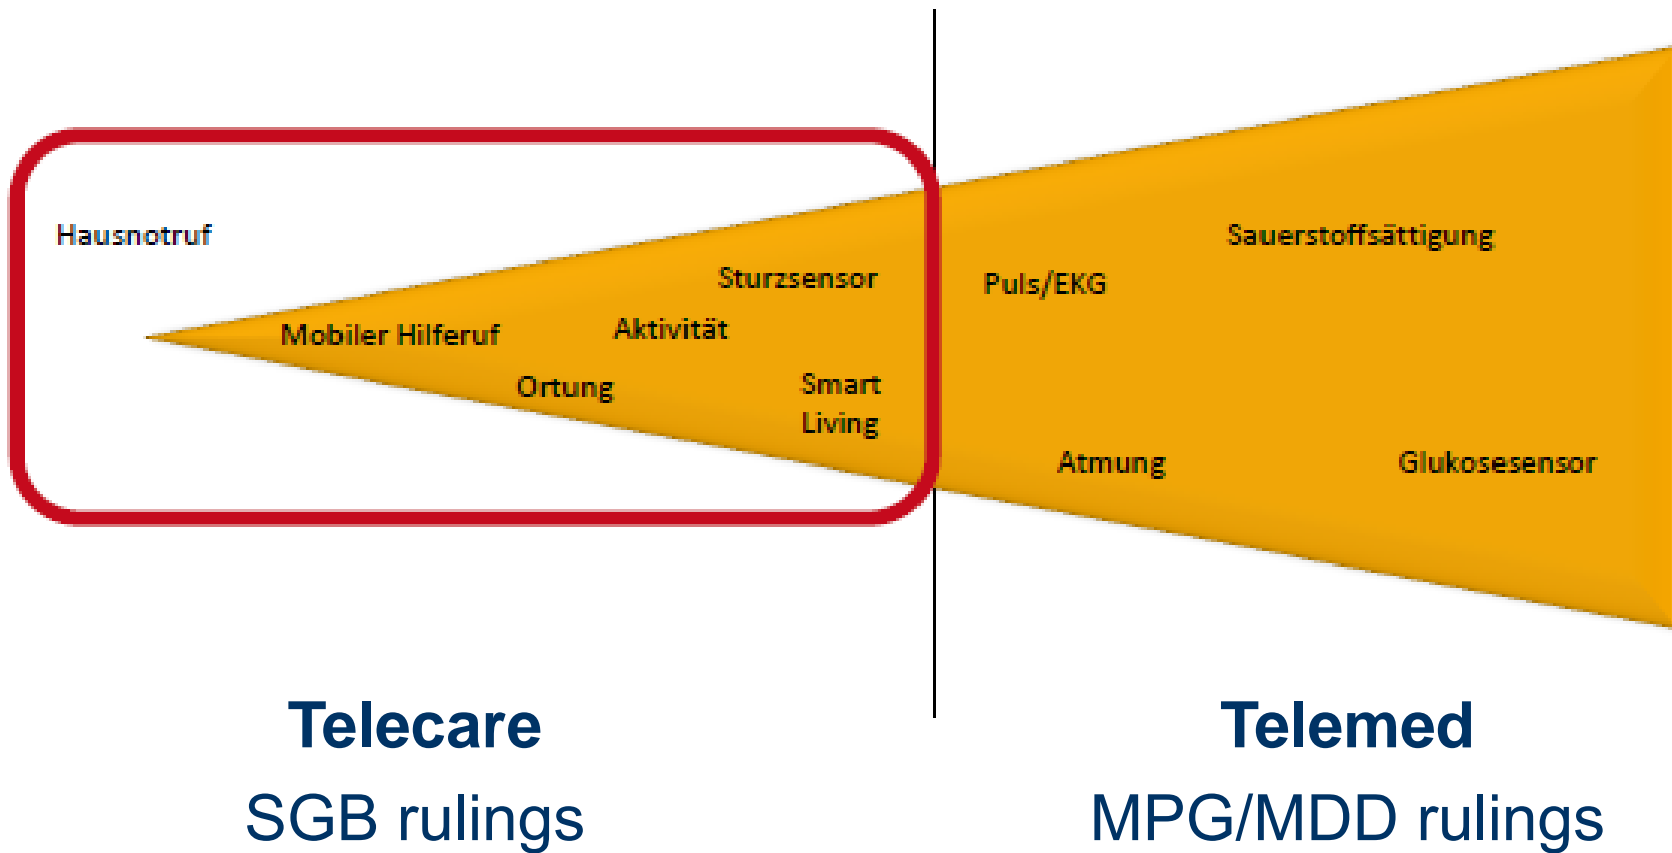 Hausnotruf
Sturzsensor
Mobiler Hilferuf
Aktivität
Ortung
Smart
Living
Sauerstoffsättigung
Puls/EKG
Atmung
Glukosesensor
Telecare
SGB rulings
Telemed
MPG/MDD rulings